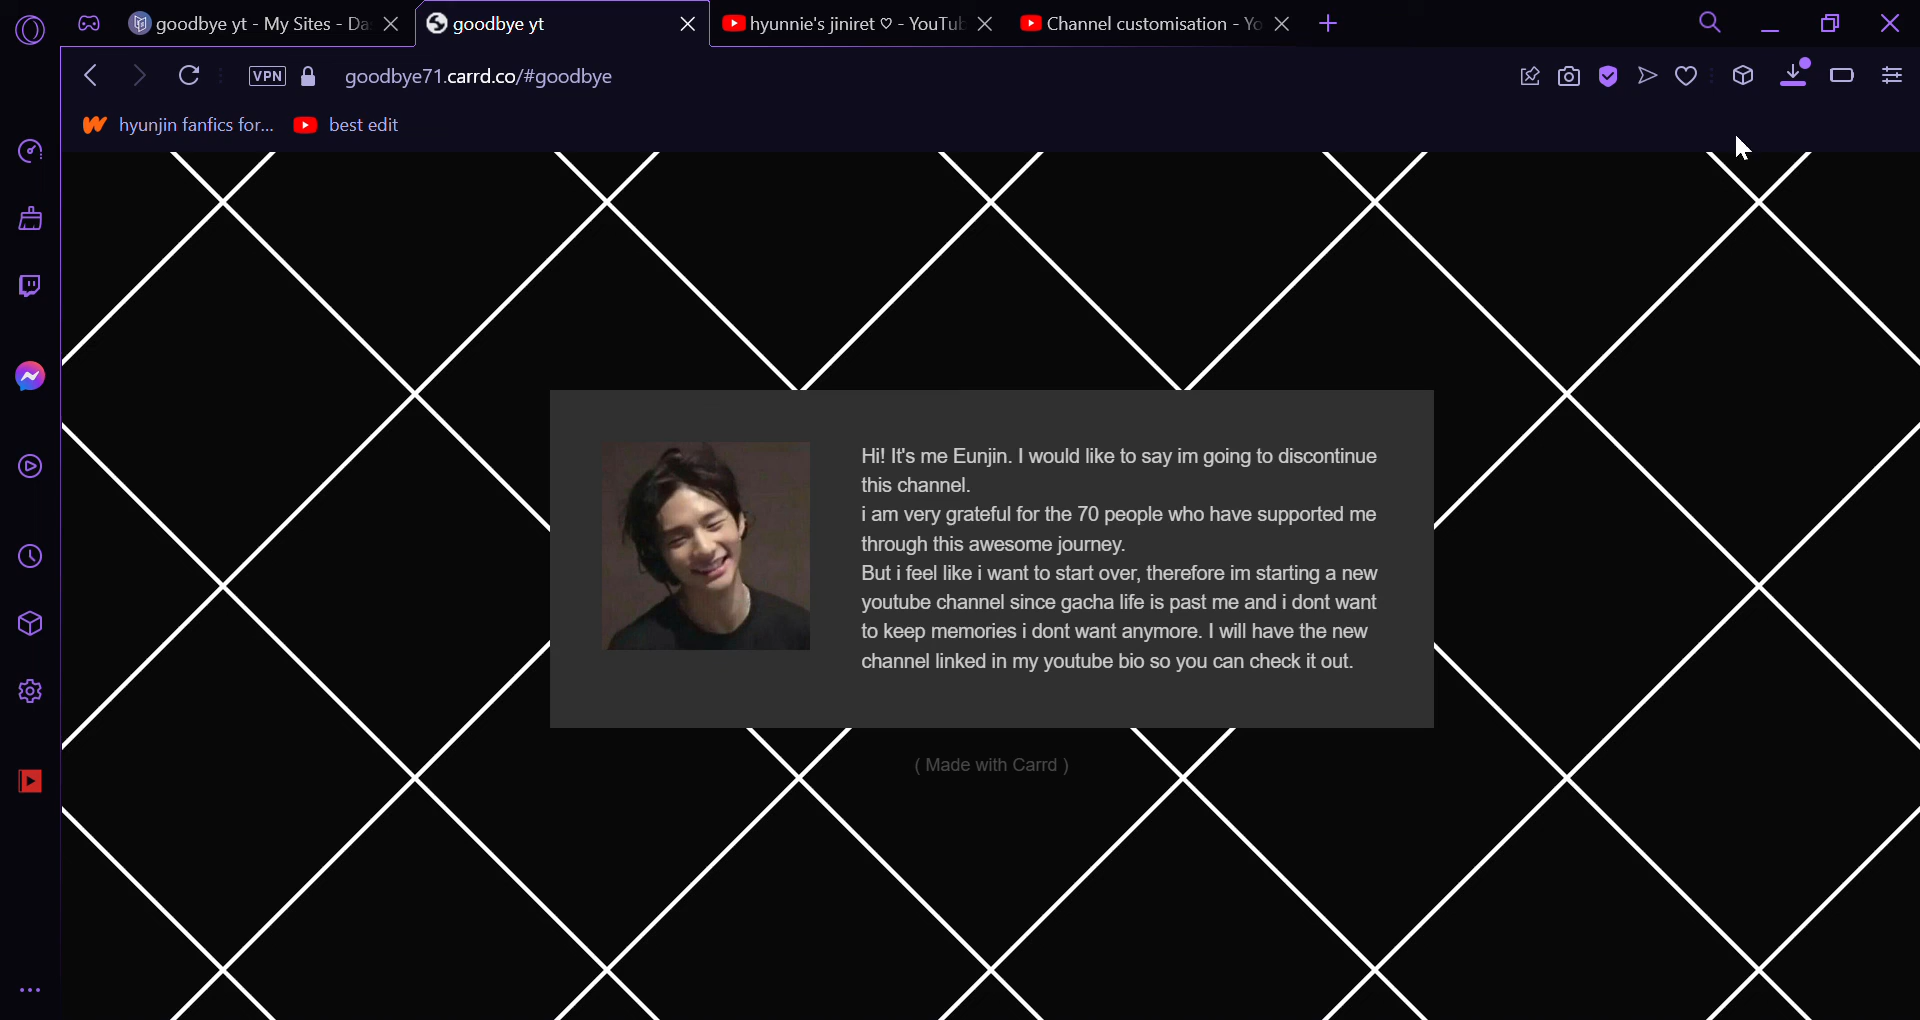 goodbye yt - My Sites - Da
goodbye yt
hyunnie's jiniret ♡ - YouTub
Channel customisation - Yo
VPN
goodbye71.carrd.co/#goodbye
hyunjin fanfics for...
best edit
Hi! It's me Eunjin. I would like to say im going to discontinue
this channel.
i am very grateful for the 70 people who have supported me
through this awesome journey.
But i feel like i want to start over, therefore im starting a new
youtube channel since gacha life is past me and i dont want
to keep memories i dont want anymore. I will have the new
channel linked in my youtube bio so you can check it out.
( Made with Carrd )